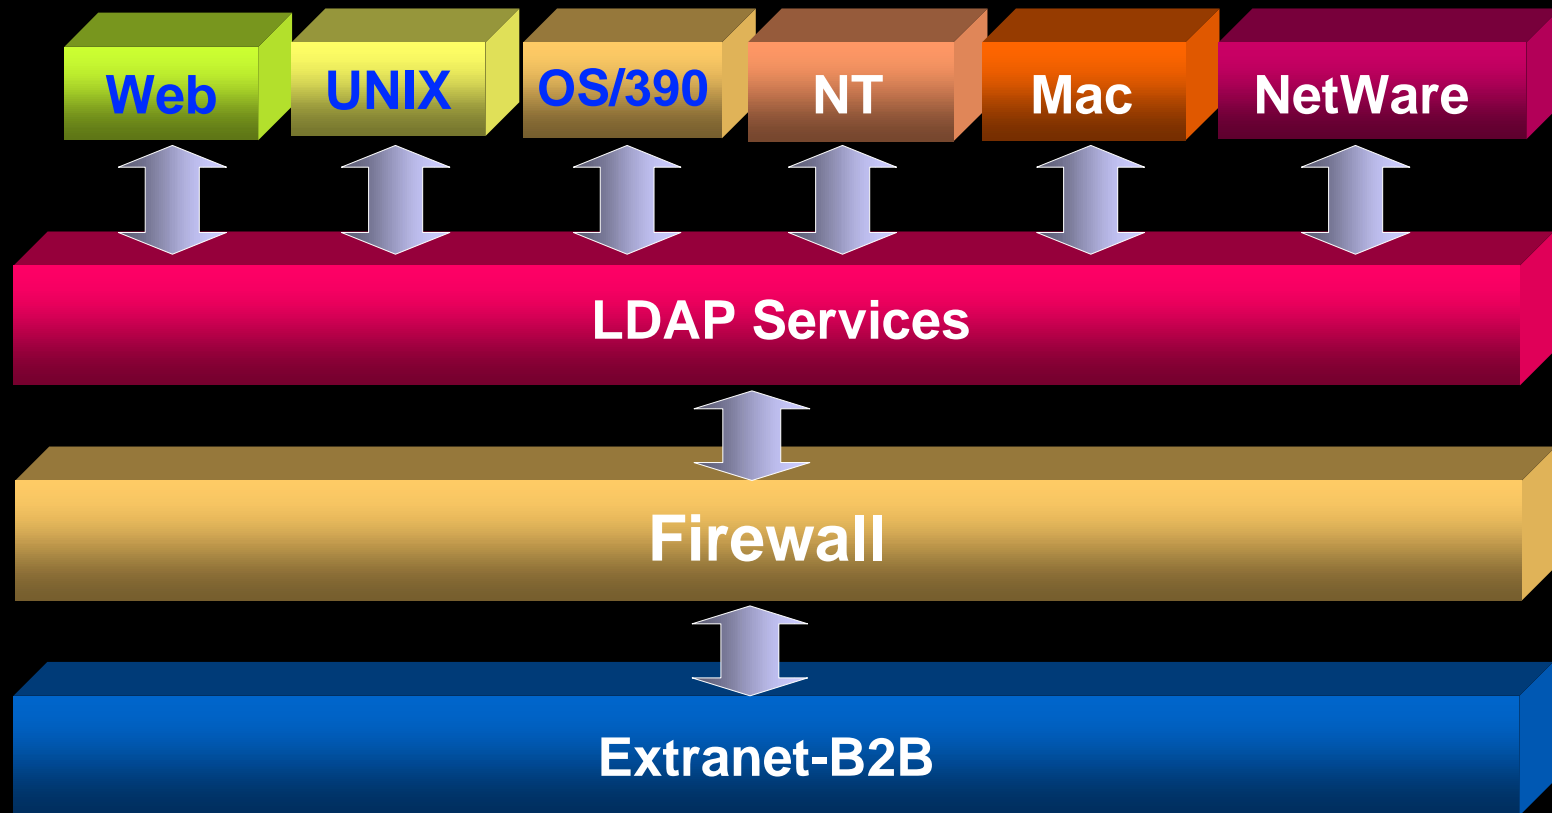 Web
UNIX
OS/390
NT
Mac
NetWare
LDAP Services
Firewall
Extranet-B2B